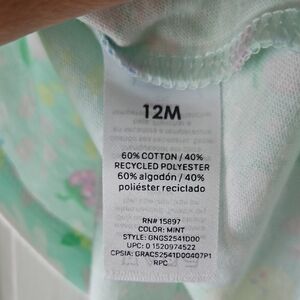 12M
60% COTTON / 40%
RECYCLED POLYESTER
60% algodón / 40%
poliéster reciclado
RN# 15897
COLOR: MINT
STYLE: GNGS2541D00
UPC: 0 1520974522
CPSIA: GRACS2541D00407P1
RPC